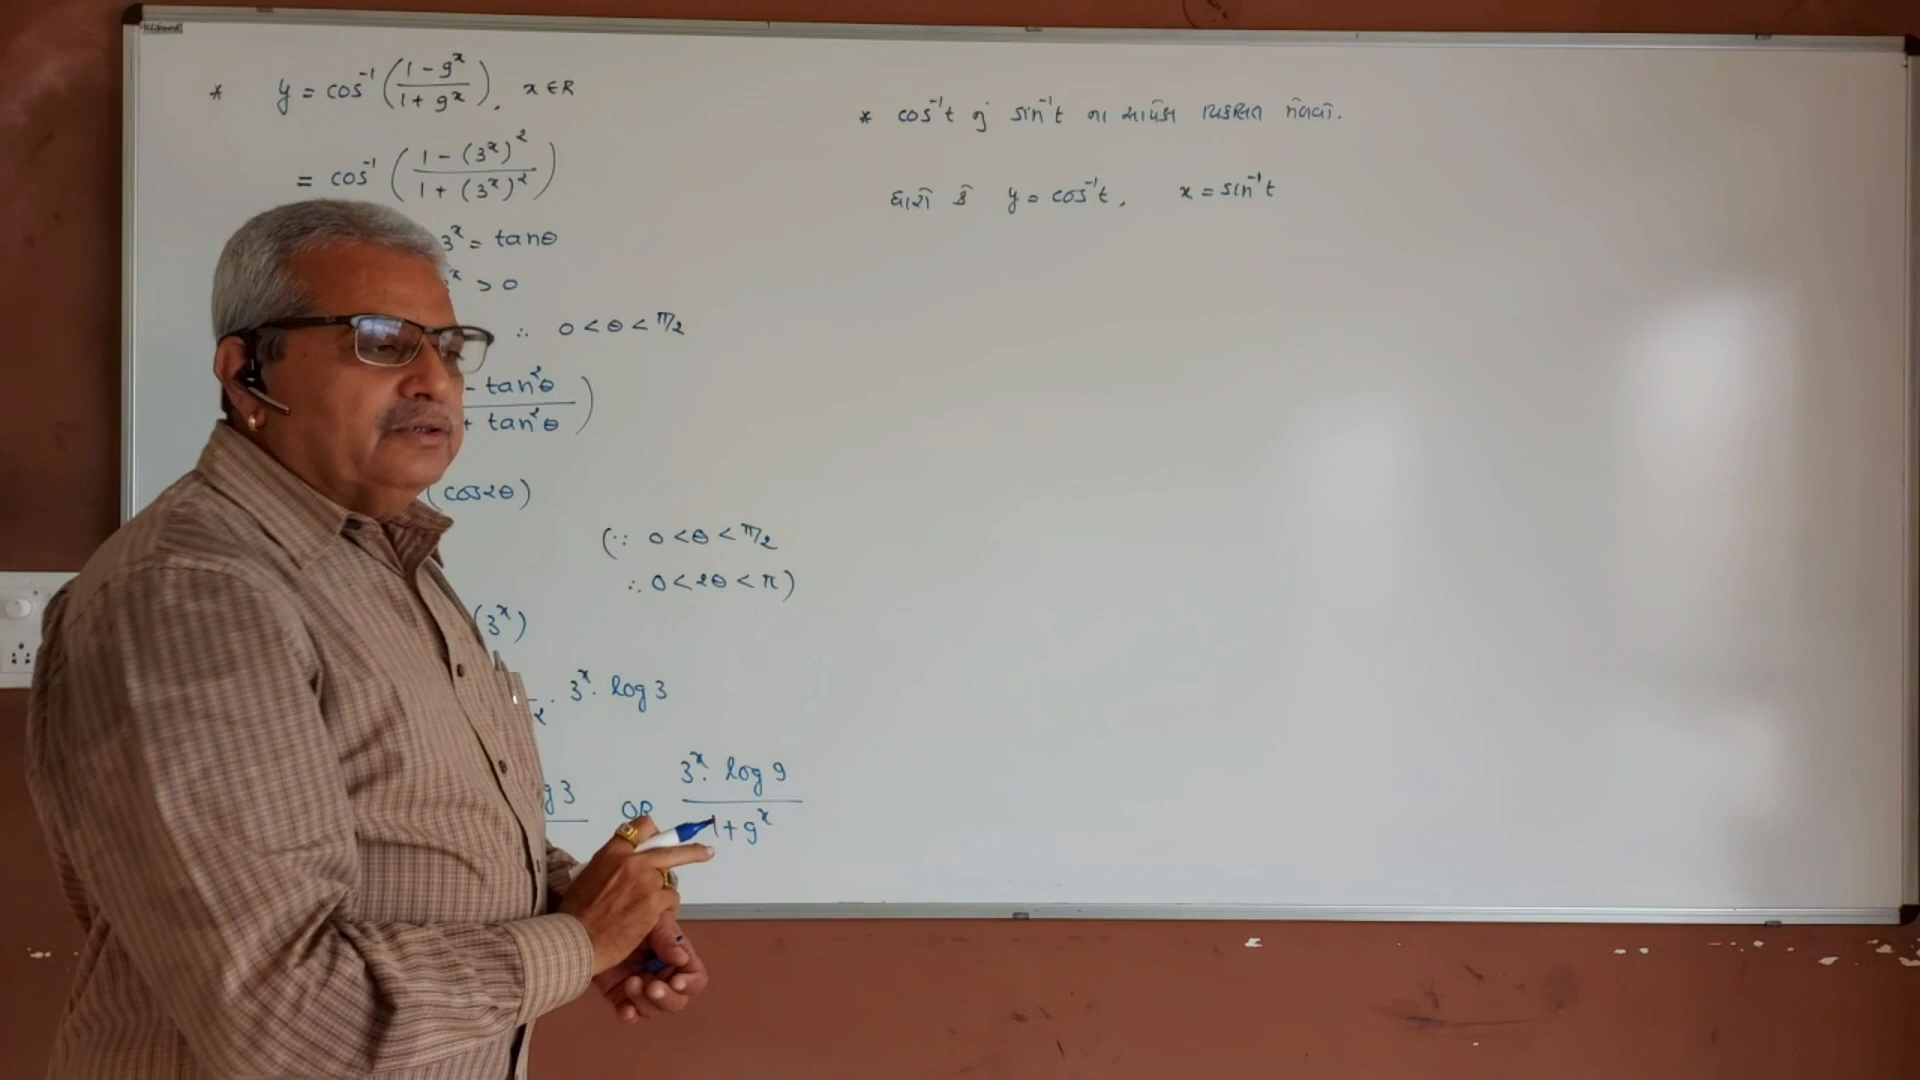 * y = cos⁻¹ ( (1 - 9ˣ) / (1 + 9ˣ) ), x ∈ R
= cos⁻¹ ( (1 - (3ˣ)²) / (1 + (3ˣ)²) )
3ˣ = tanθ
ˣ > 0
∴ 0 < θ < π/2
- tan²θ
+ tan²θ )
(cos2θ)
(∵ 0 < θ < π/2
∴ 0 < 2θ < π)
(3ˣ)
2 · 3ˣ · log 3
g 3 OR (3ˣ · log 9) / (1 + 9ˣ)
* cos⁻¹t નું sin⁻¹t ના સાપેક્ષ વિકલિત મેળવો.
ધારો કે y = cos⁻¹t, x = sin⁻¹t